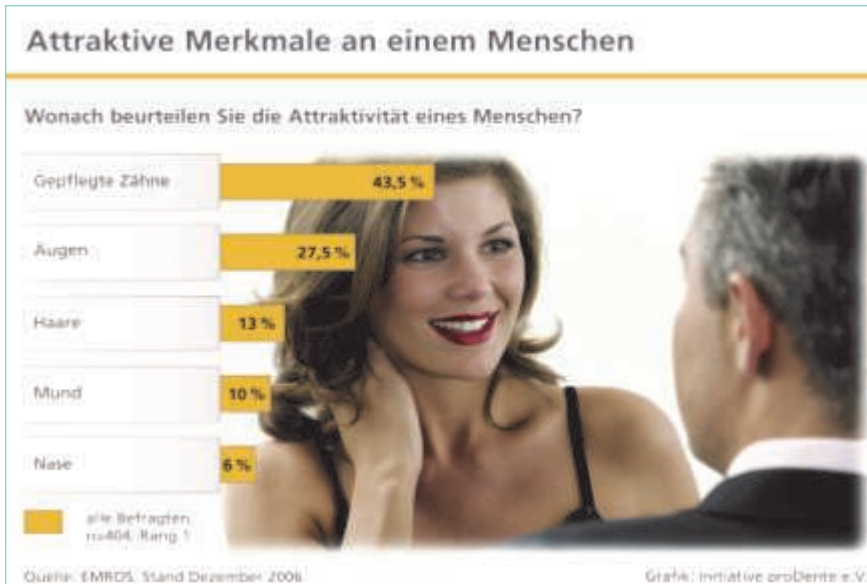 Attraktive Merkmale an einem Menschen
Wonach beurteilen Sie die Attraktivität eines Menschen?
Gepflegte Zähne 43,5 %
Augen 27,5 %
Haare 13 %
Mund 10 %
Nase 6 %
alle Befragten,
n=404, Rang 1
Quelle: EMROS, Stand Dezember 2006 Grafik: Initiative proDente e.V.